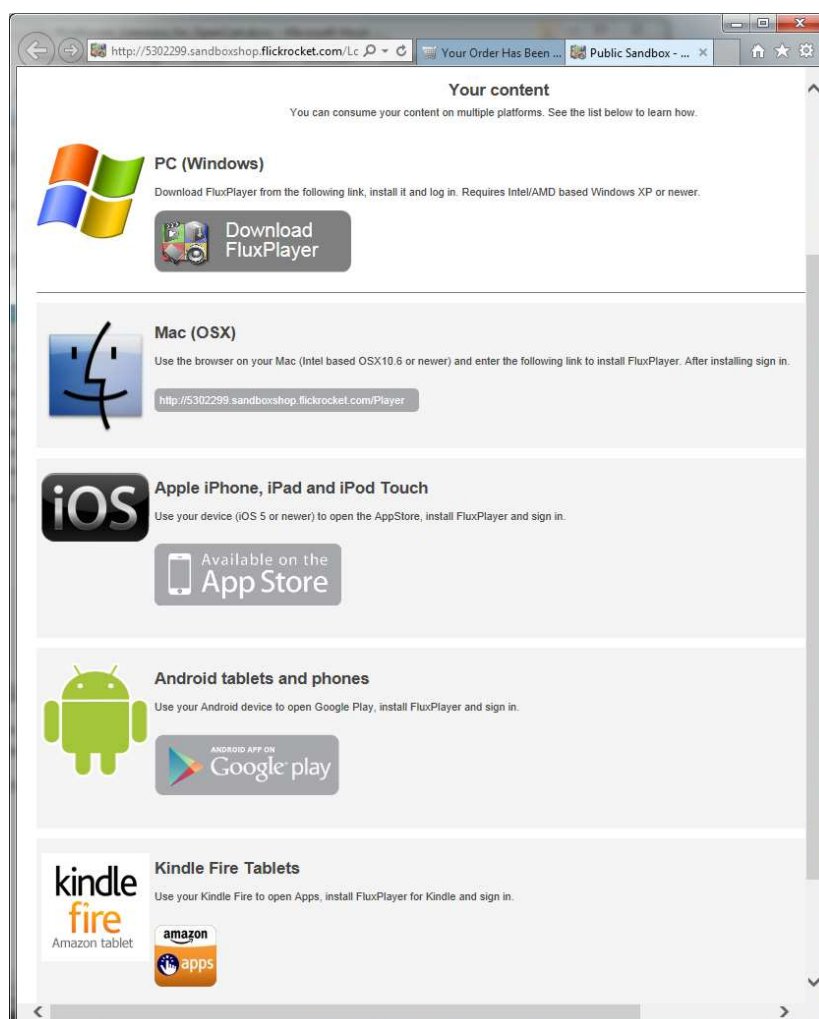 http://5302299.sandboxshop.flickrocket.com/Lc
Your Order Has Been ...
Public Sandbox - ...
Your content
You can consume your content on multiple platforms. See the list below to learn how.
PC (Windows)
Download FluxPlayer from the following link, install it and log in. Requires Intel/AMD based Windows XP or newer.
Download
FluxPlayer
Mac (OSX)
Use the browser on your Mac (Intel based OSX10.6 or newer) and enter the following link to install FluxPlayer. After installing sign in.
http://5302299.sandboxshop.flickrocket.com/Player
iOS
Apple iPhone, iPad and iPod Touch
Use your device (iOS 5 or newer) to open the AppStore, install FluxPlayer and sign in.
Available on the
App Store
Android tablets and phones
Use your Android device to open Google Play, install FluxPlayer and sign in.
ANDROID APP ON
Google play
kindle
fire
Amazon tablet
Kindle Fire Tablets
Use your Kindle Fire to open Apps, install FluxPlayer for Kindle and sign in.
amazon
apps